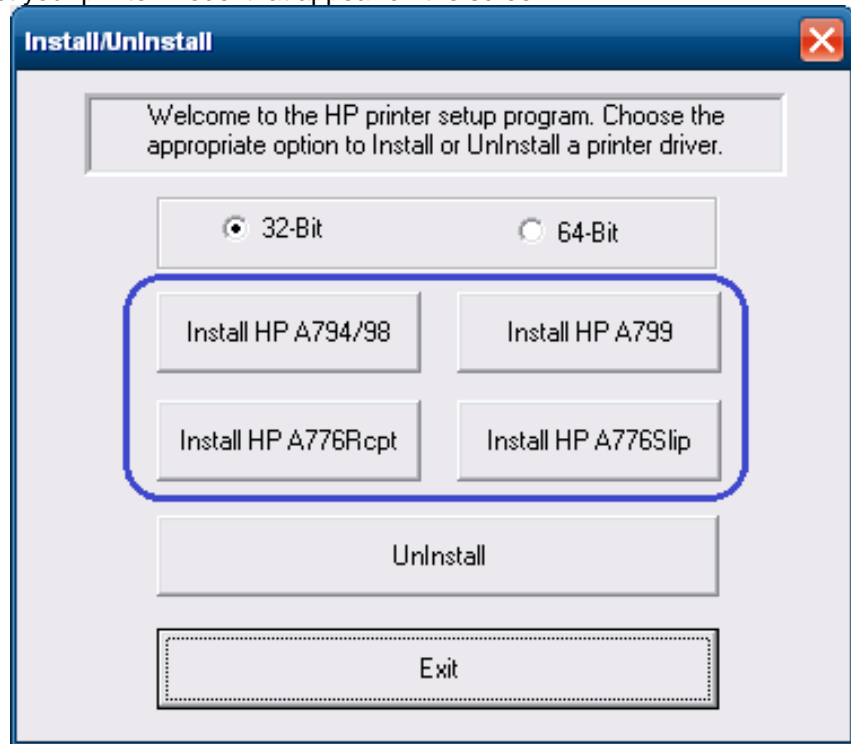 Install/UnInstall
Welcome to the HP printer setup program. Choose the
appropriate option to Install or UnInstall a printer driver.
32-Bit 64-Bit
Install HP A794/98 Install HP A799
Install HP A776Rcpt Install HP A776Slip
UnInstall
Exit